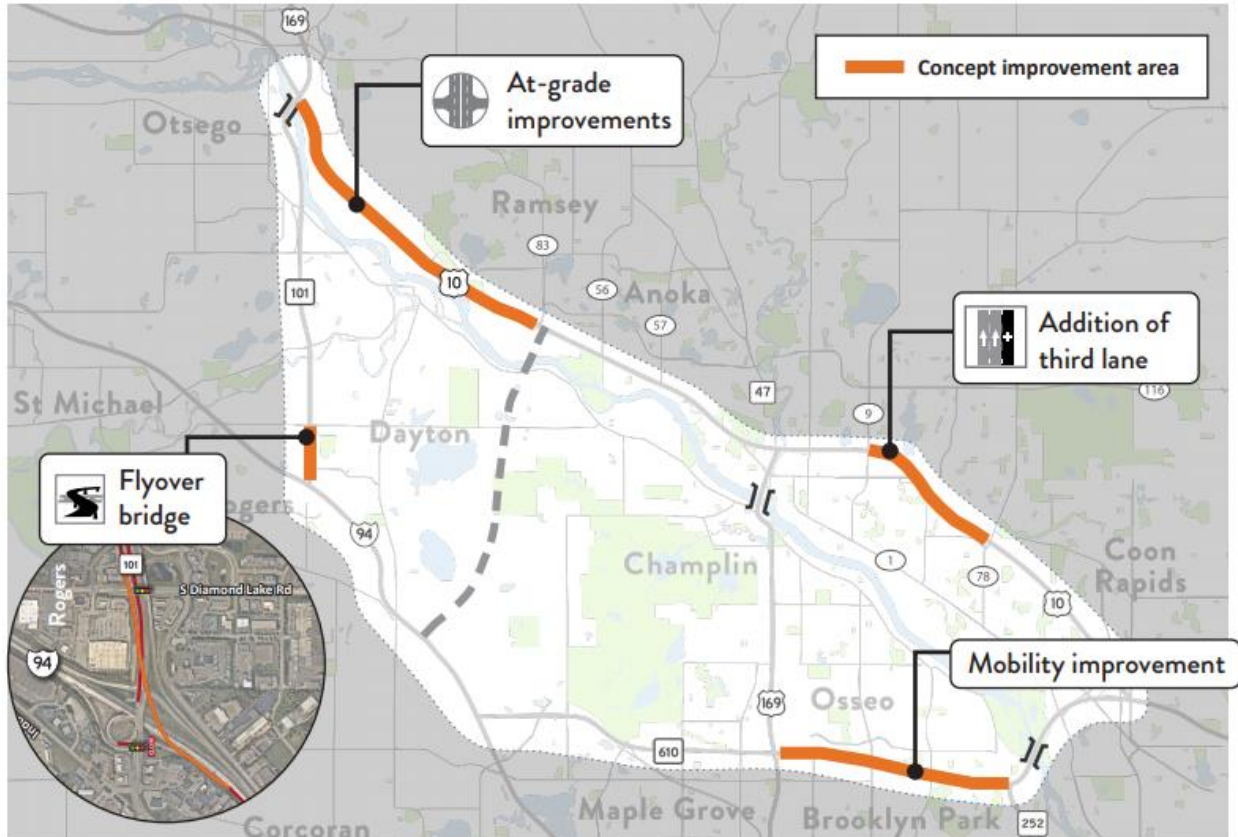 169
At-grade
improvements
Concept improvement area
Otsego
Ramsey
83
10
56
Anoka
57
101
Addition of
third lane
St Michael
47
116
9
Dayton
Flyover
bridge
Rogers
94
Champlin
1
78
Coon
Rapids
10
101
S Diamond Lake Rd
Rogers
94
Mobility improvement
Osseo
169
610
Maple Grove
Brooklyn Park
252
Corcoran